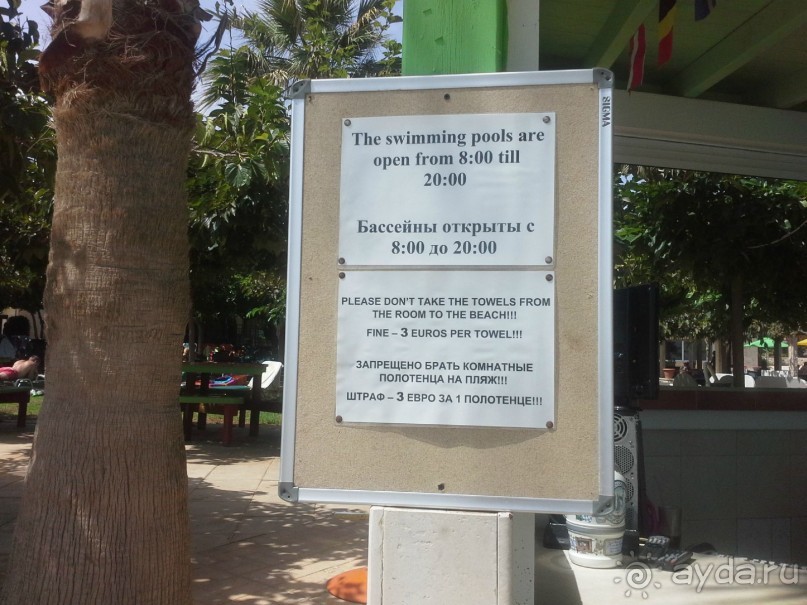 SIGMA
The swimming pools are
open from 8:00 till
20:00
Бассейны открыты с
8:00 до 20:00
PLEASE DON'T TAKE THE TOWELS FROM
THE ROOM TO THE BEACH!!!
FINE – 3 EUROS PER TOWEL!!!
ЗАПРЕЩЕНО БРАТЬ КОМНАТНЫЕ
ПОЛОТЕНЦА НА ПЛЯЖ!!!
ШТРАФ – 3 ЕВРО ЗА 1 ПОЛОТЕНЦЕ!!!
ayda.ru